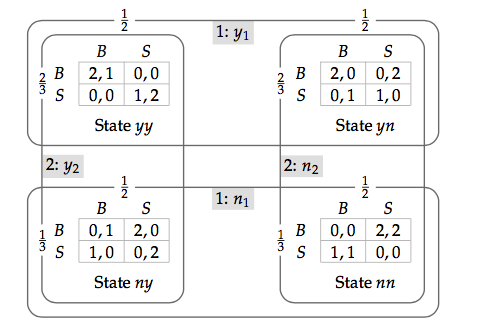 1/2 1: y₁ 1/2
B S B S
2/3 B 2, 1 0, 0 2/3 B 2, 0 0, 2
S 0, 0 1, 2 S 0, 1 1, 0
State yy State yn
2: y₂ 2: n₂
1/2 1: n₁ 1/2
B S B S
1/3 B 0, 1 2, 0 1/3 B 0, 0 2, 2
S 1, 0 0, 2 S 1, 1 0, 0
State ny State nn